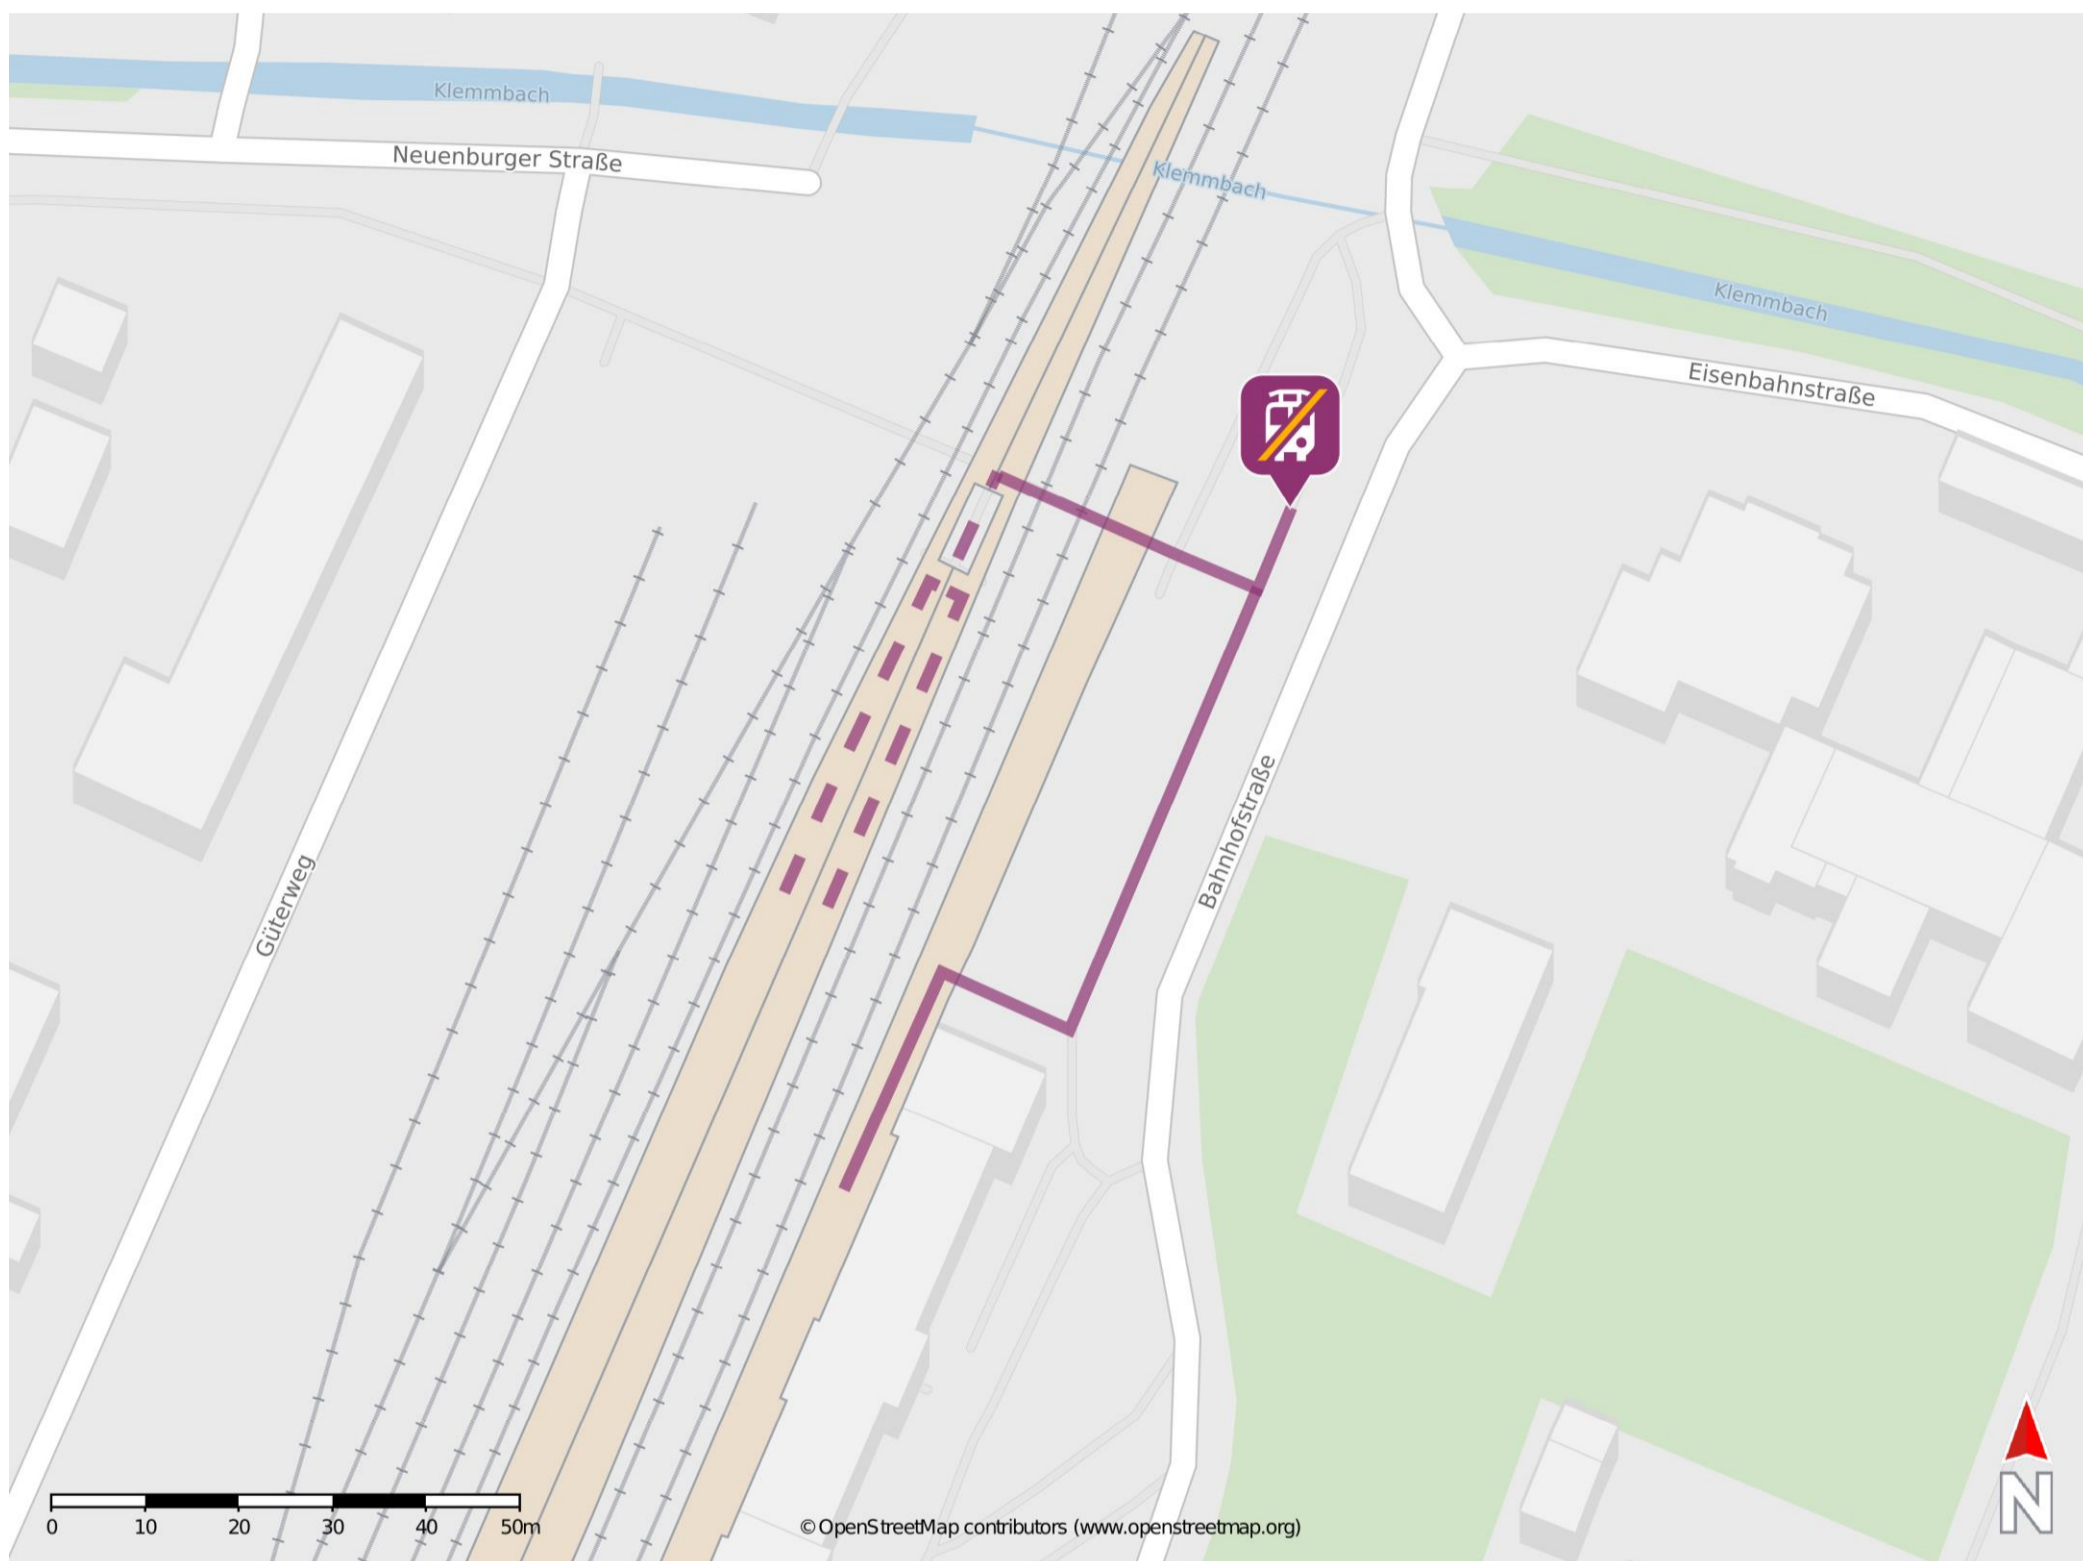 Klemmbach
Neuenburger Straße
Klemmbach
Klemmbach
Eisenbahnstraße
Bahnhofstraße
Güterweg
0 10 20 30 40 50m
© OpenStreetMap contributors (www.openstreetmap.org)
N